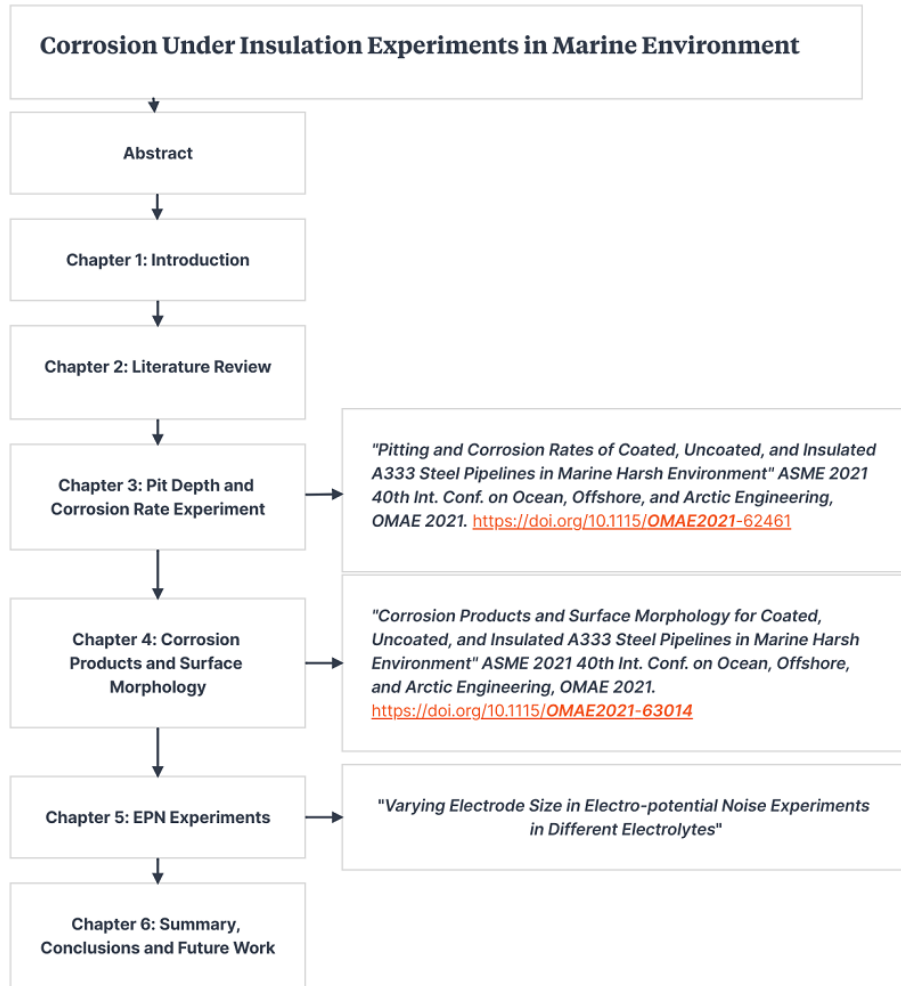 Corrosion Under Insulation Experiments in Marine Environment
Abstract
Chapter 1: Introduction
Chapter 2: Literature Review
Chapter 3: Pit Depth and
Corrosion Rate Experiment
"Pitting and Corrosion Rates of Coated, Uncoated, and Insulated
A333 Steel Pipelines in Marine Harsh Environment" ASME 2021
40th Int. Conf. on Ocean, Offshore, and Arctic Engineering,
OMAE 2021. https://doi.org/10.1115/OMAE2021-62461
Chapter 4: Corrosion
Products and Surface
Morphology
"Corrosion Products and Surface Morphology for Coated,
Uncoated, and Insulated A333 Steel Pipelines in Marine Harsh
Environment" ASME 2021 40th Int. Conf. on Ocean, Offshore,
and Arctic Engineering, OMAE 2021.
https://doi.org/10.1115/OMAE2021-63014
Chapter 5: EPN Experiments
"Varying Electrode Size in Electro-potential Noise Experiments
in Different Electrolytes"
Chapter 6: Summary,
Conclusions and Future Work